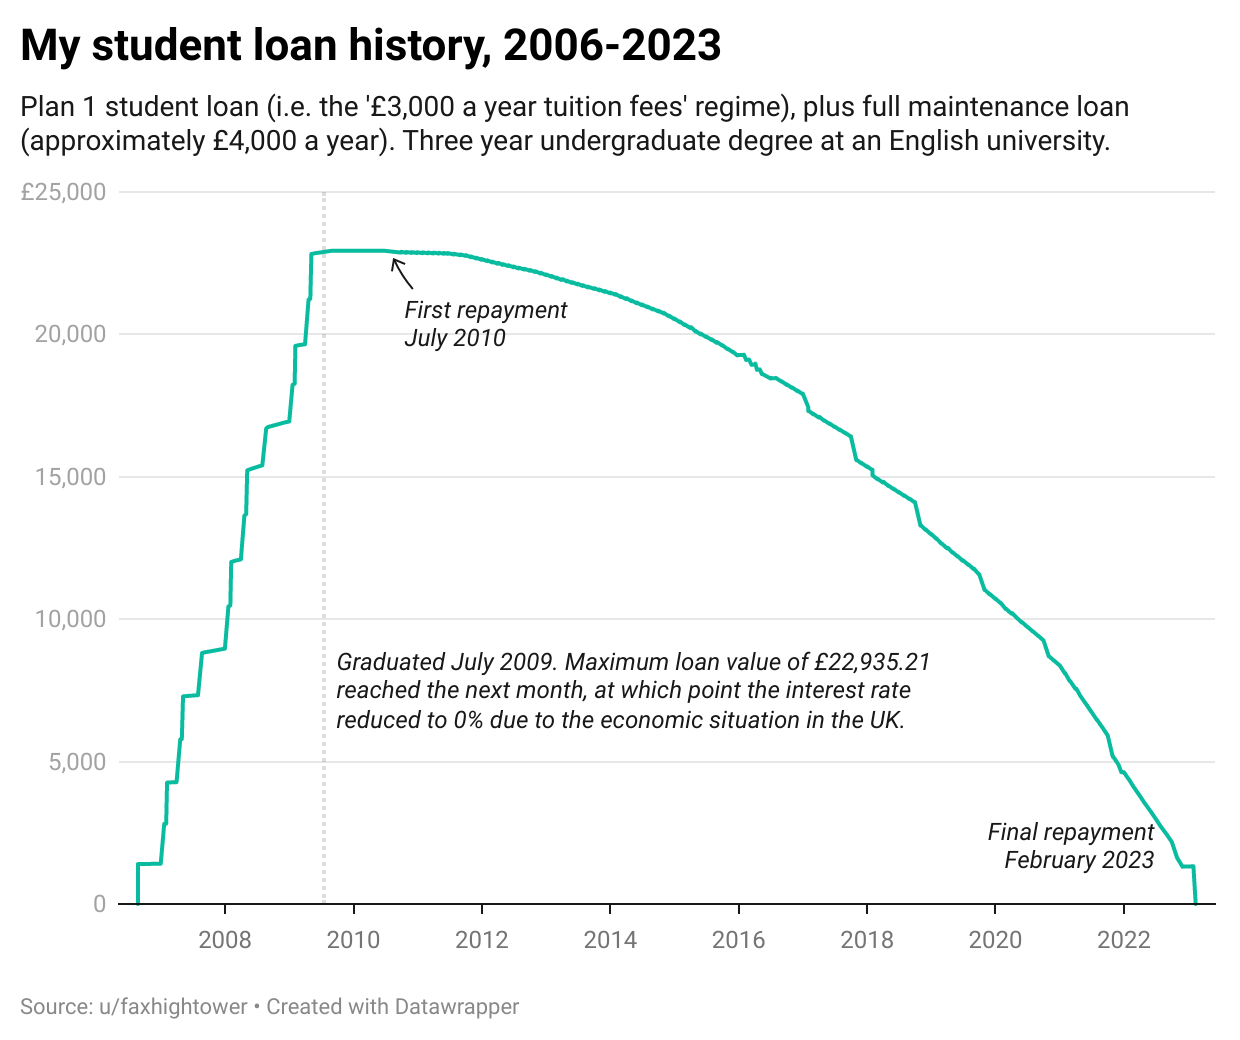 My student loan history, 2006-2023
Plan 1 student loan (i.e. the '£3,000 a year tuition fees' regime), plus full maintenance loan
(approximately £4,000 a year). Three year undergraduate degree at an English university.
£25,000
20,000
15,000
10,000
5,000
0
First repayment
July 2010
Graduated July 2009. Maximum loan value of £22,935.21
reached the next month, at which point the interest rate
reduced to 0% due to the economic situation in the UK.
Final repayment
February 2023
2008 2010 2012 2014 2016 2018 2020 2022
Source: u/faxhightower • Created with Datawrapper